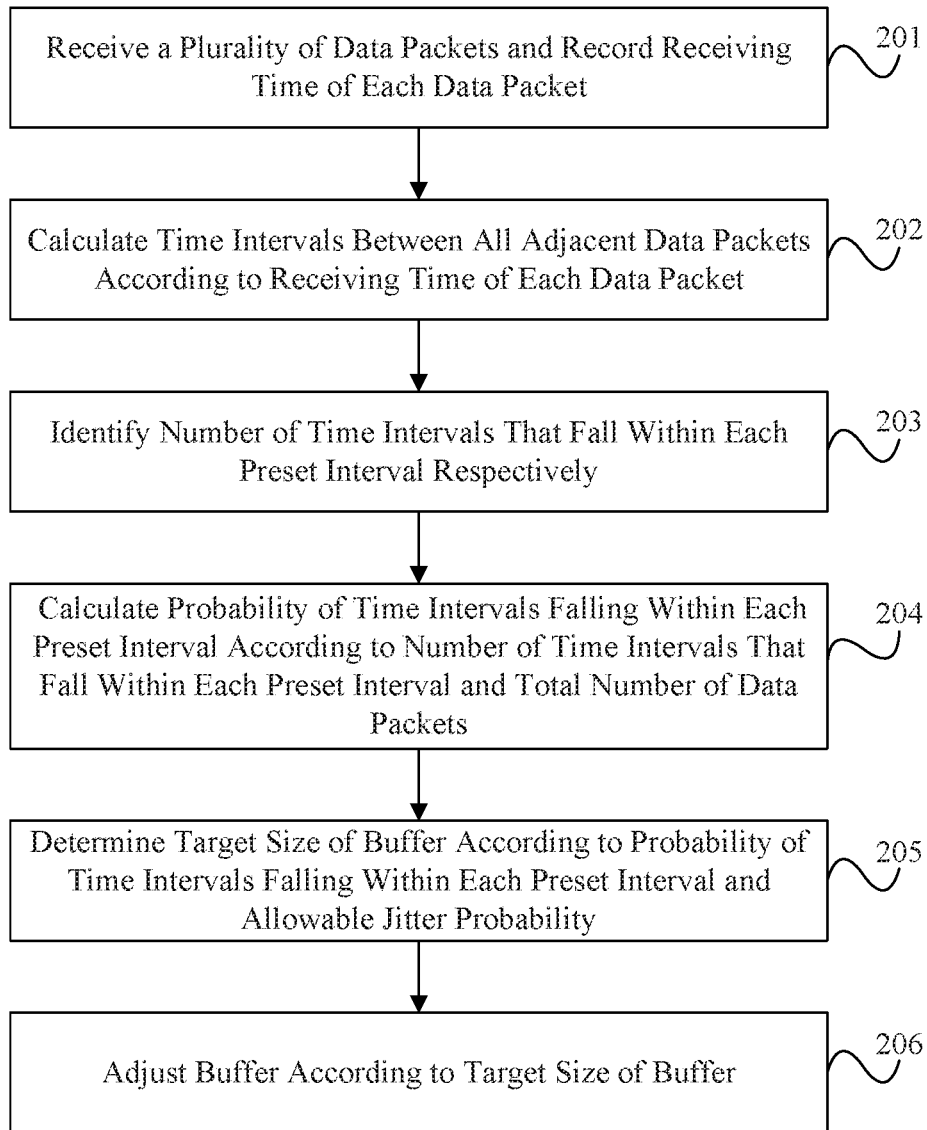 Receive a Plurality of Data Packets and Record Receiving
Time of Each Data Packet
201
Calculate Time Intervals Between All Adjacent Data Packets
According to Receiving Time of Each Data Packet
202
Identify Number of Time Intervals That Fall Within Each
Preset Interval Respectively
203
Calculate Probability of Time Intervals Falling Within Each
Preset Interval According to Number of Time Intervals That
Fall Within Each Preset Interval and Total Number of Data
Packets
204
Determine Target Size of Buffer According to Probability of
Time Intervals Falling Within Each Preset Interval and
Allowable Jitter Probability
205
Adjust Buffer According to Target Size of Buffer
206